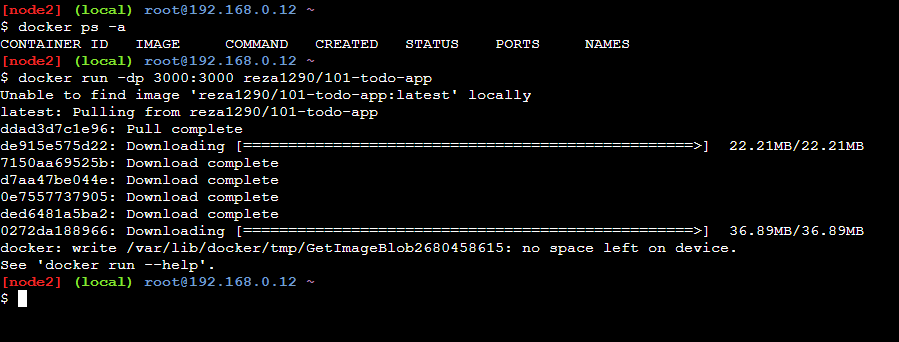 [node2] (local) root@192.168.0.12 ~
$ docker ps -a
CONTAINER ID   IMAGE     COMMAND   CREATED   STATUS    PORTS     NAMES
[node2] (local) root@192.168.0.12 ~
$ docker run -dp 3000:3000 reza1290/101-todo-app
Unable to find image 'reza1290/101-todo-app:latest' locally
latest: Pulling from reza1290/101-todo-app
ddad3d7c1e96: Pull complete
de915e575d22: Downloading [==================================================>]  22.21MB/22.21MB
7150aa69525b: Download complete
d7aa47be044e: Download complete
0e7557737905: Download complete
ded6481a5ba2: Download complete
0272da188966: Downloading [==================================================>]  36.89MB/36.89MB
docker: write /var/lib/docker/tmp/GetImageBlob2680458615: no space left on device.
See 'docker run --help'.
[node2] (local) root@192.168.0.12 ~
$